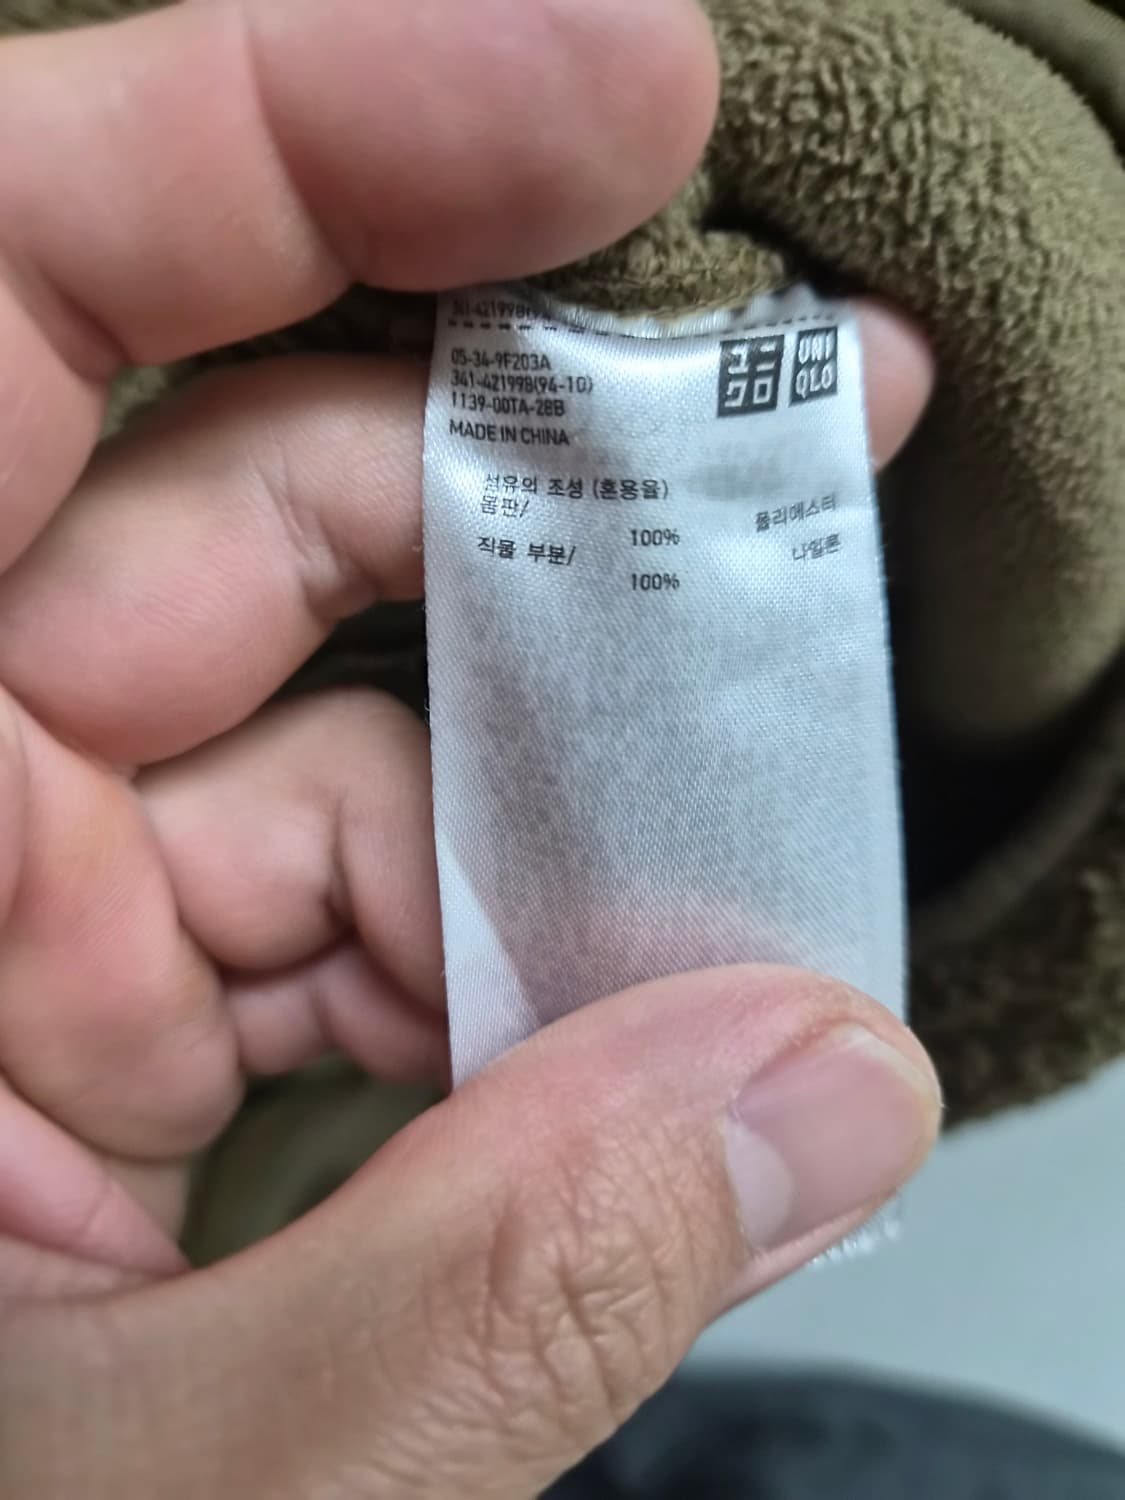 05-34-9F203A
341-421998(94-10)
1139-00TA-28B
MADE IN CHINA
ユニ
クロ
UNI
QLO
섬유의 조성 (혼용율)
몸판/ 폴리에스터
100%
직물 부분/ 나일론
100%